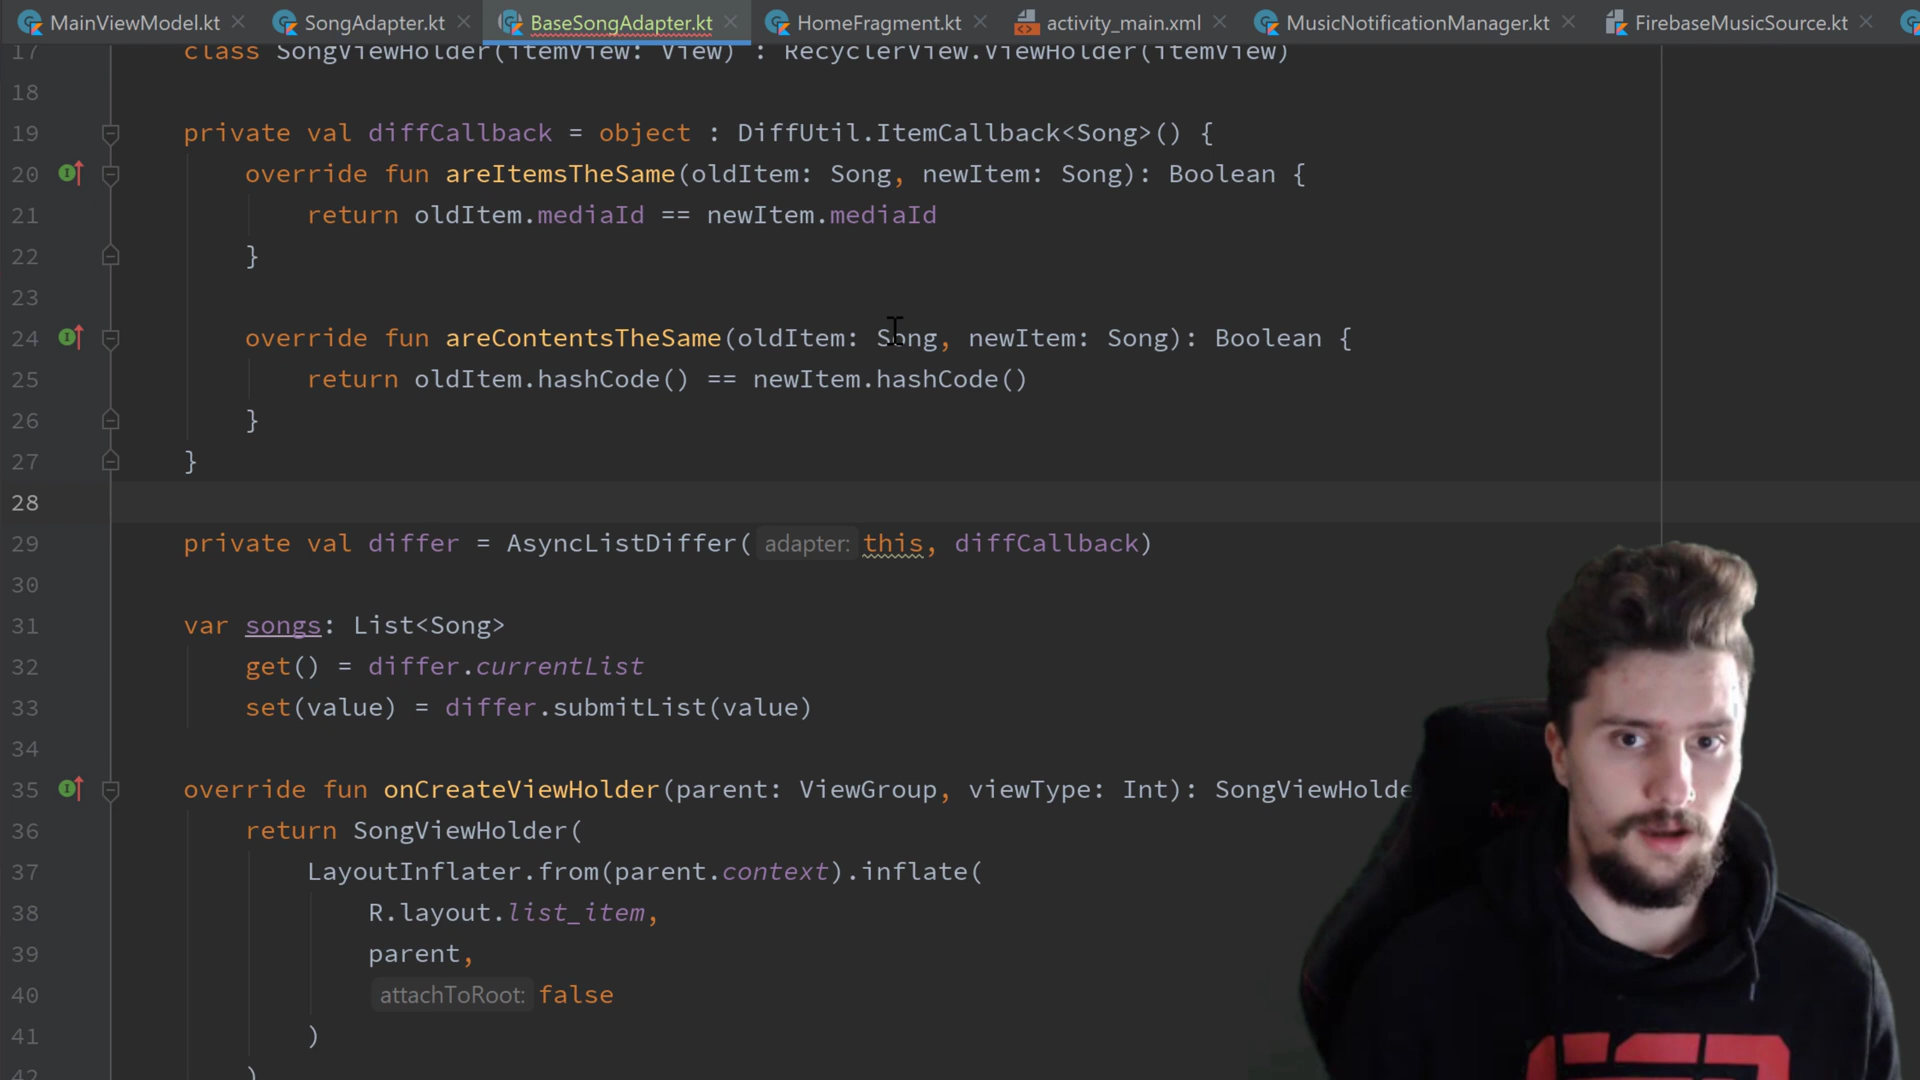 MainViewModel.kt SongAdapter.kt BaseSongAdapter.kt HomeFragment.kt activity_main.xml MusicNotificationManager.kt FirebaseMusicSource.kt
17 class SongViewHolder(itemView: View) : RecyclerView.ViewHolder(itemView)
18
19 private val diffCallback = object : DiffUtil.ItemCallback<Song>() {
20 override fun areItemsTheSame(oldItem: Song, newItem: Song): Boolean {
21 return oldItem.mediaId == newItem.mediaId
22 }
23
24 override fun areContentsTheSame(oldItem: Song, newItem: Song): Boolean {
25 return oldItem.hashCode() == newItem.hashCode()
26 }
27 }
28
29 private val differ = AsyncListDiffer( adapter: this, diffCallback)
30
31 var songs: List<Song>
32 get() = differ.currentList
33 set(value) = differ.submitList(value)
34
35 override fun onCreateViewHolder(parent: ViewGroup, viewType: Int): SongViewHolde
36 return SongViewHolder(
37 LayoutInflater.from(parent.context).inflate(
38 R.layout.list_item,
39 parent,
40 attachToRoot: false
41 )
42 )